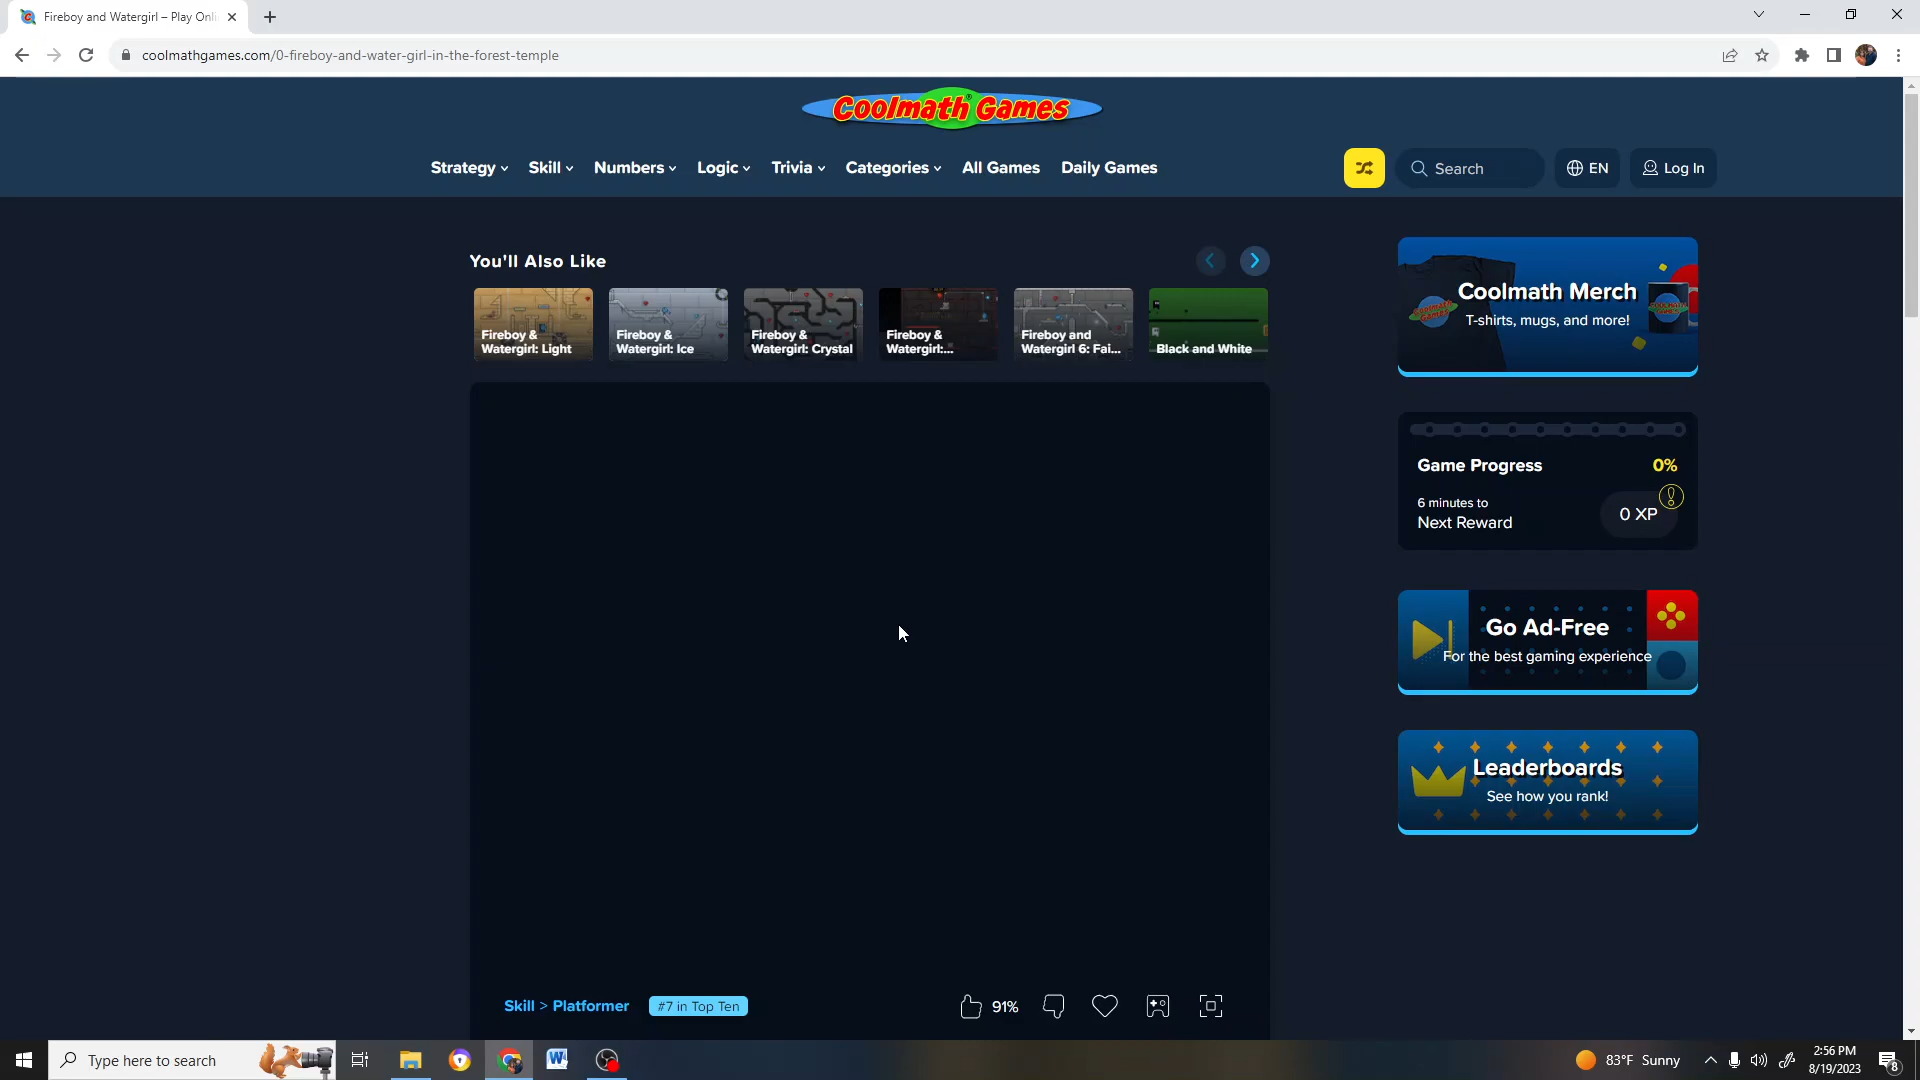 Fireboy and Watergirl – Play Onli
coolmathgames.com/0-fireboy-and-water-girl-in-the-forest-temple
Coolmath Games
Strategy Skill Numbers Logic Trivia Categories All Games Daily Games Search EN Log In
You'll Also Like
Fireboy &
Watergirl: Light
Fireboy &
Watergirl: Ice
Fireboy &
Watergirl: Crystal
Fireboy &
Watergirl:...
Fireboy and
Watergirl 6: Fai...
Black and White
Coolmath Merch
T-shirts, mugs, and more!
Game Progress 0%
6 minutes to
Next Reward
0 XP
Go Ad-Free
For the best gaming experience
Leaderboards
See how you rank!
Skill > Platformer #7 in Top Ten 91%
Type here to search
83°F Sunny
2:56 PM
8/19/2023
8